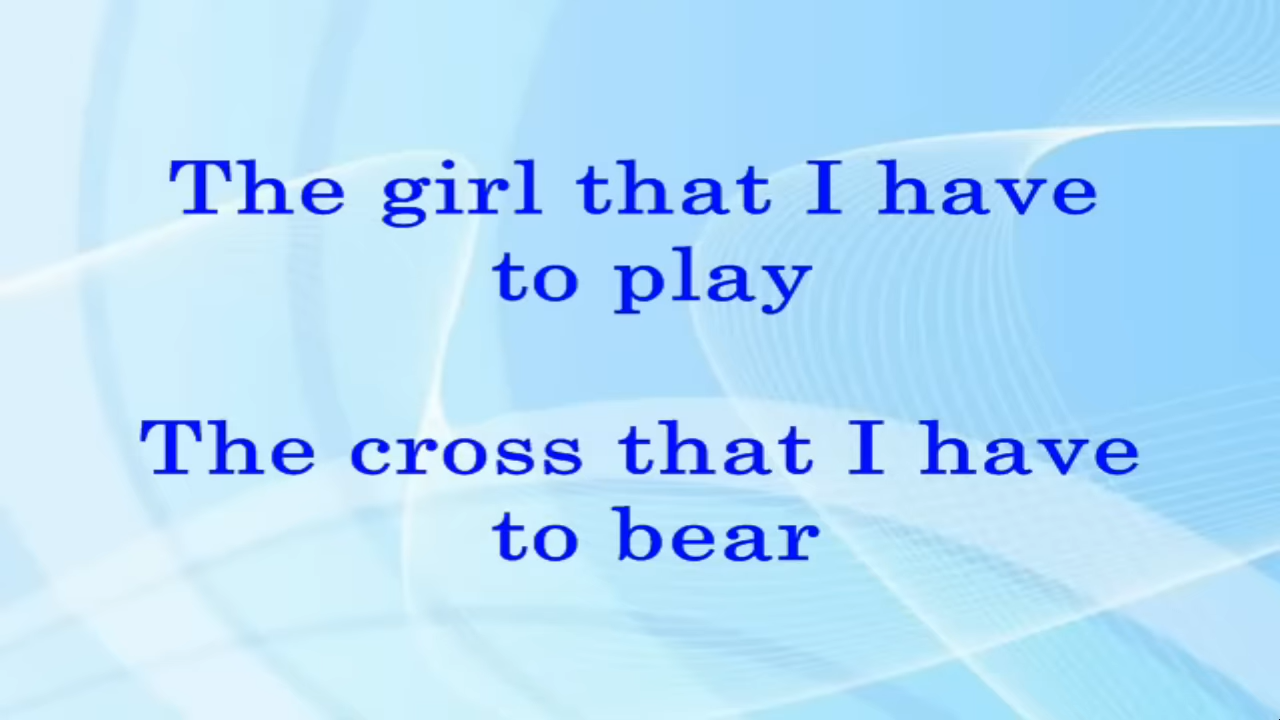 The girl that I have
to play
The cross that I have
to bear